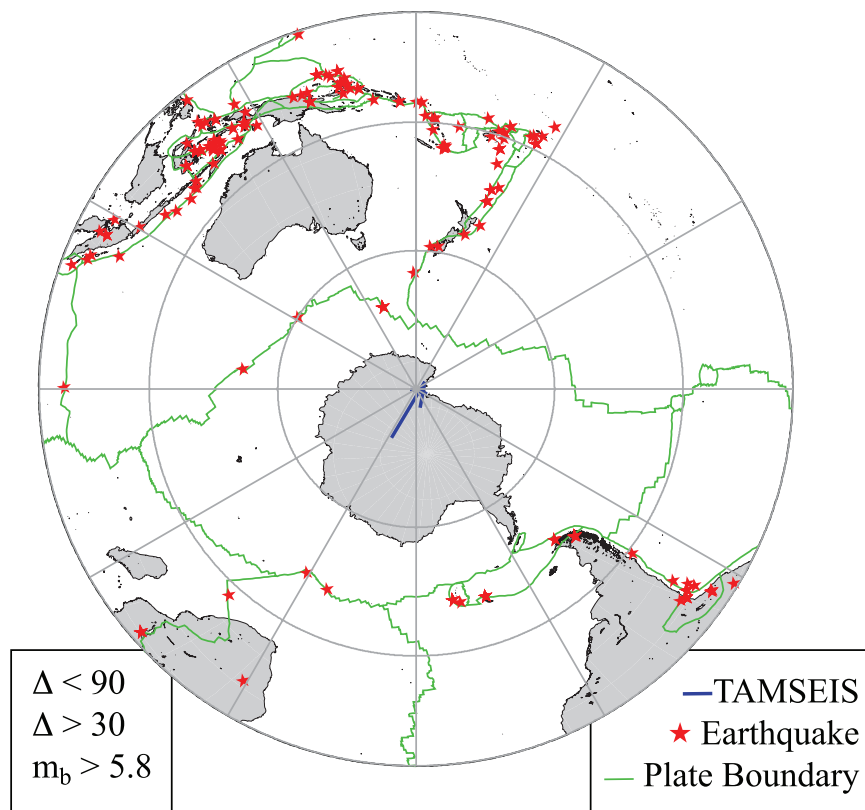 Δ < 90
Δ > 30
m_b > 5.8
TAMSEIS
Earthquake
Plate Boundary